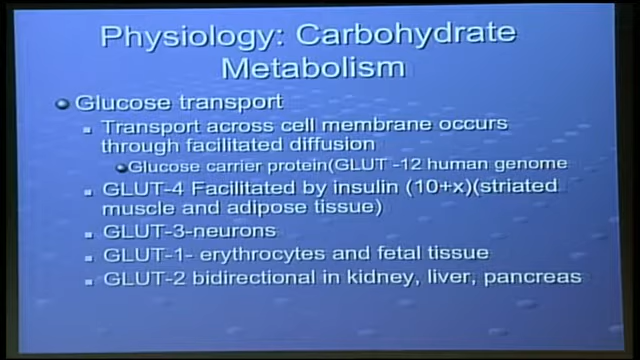 Physiology: Carbohydrate
Metabolism
Glucose transport
Transport across cell membrane occurs
through facilitated diffusion
Glucose carrier protein(GLUT -12 human genome
GLUT-4 Facilitated by insulin (10+x)(striated
muscle and adipose tissue)
GLUT-3-neurons
GLUT-1- erythrocytes and fetal tissue
GLUT-2 bidirectional in kidney, liver, pancreas